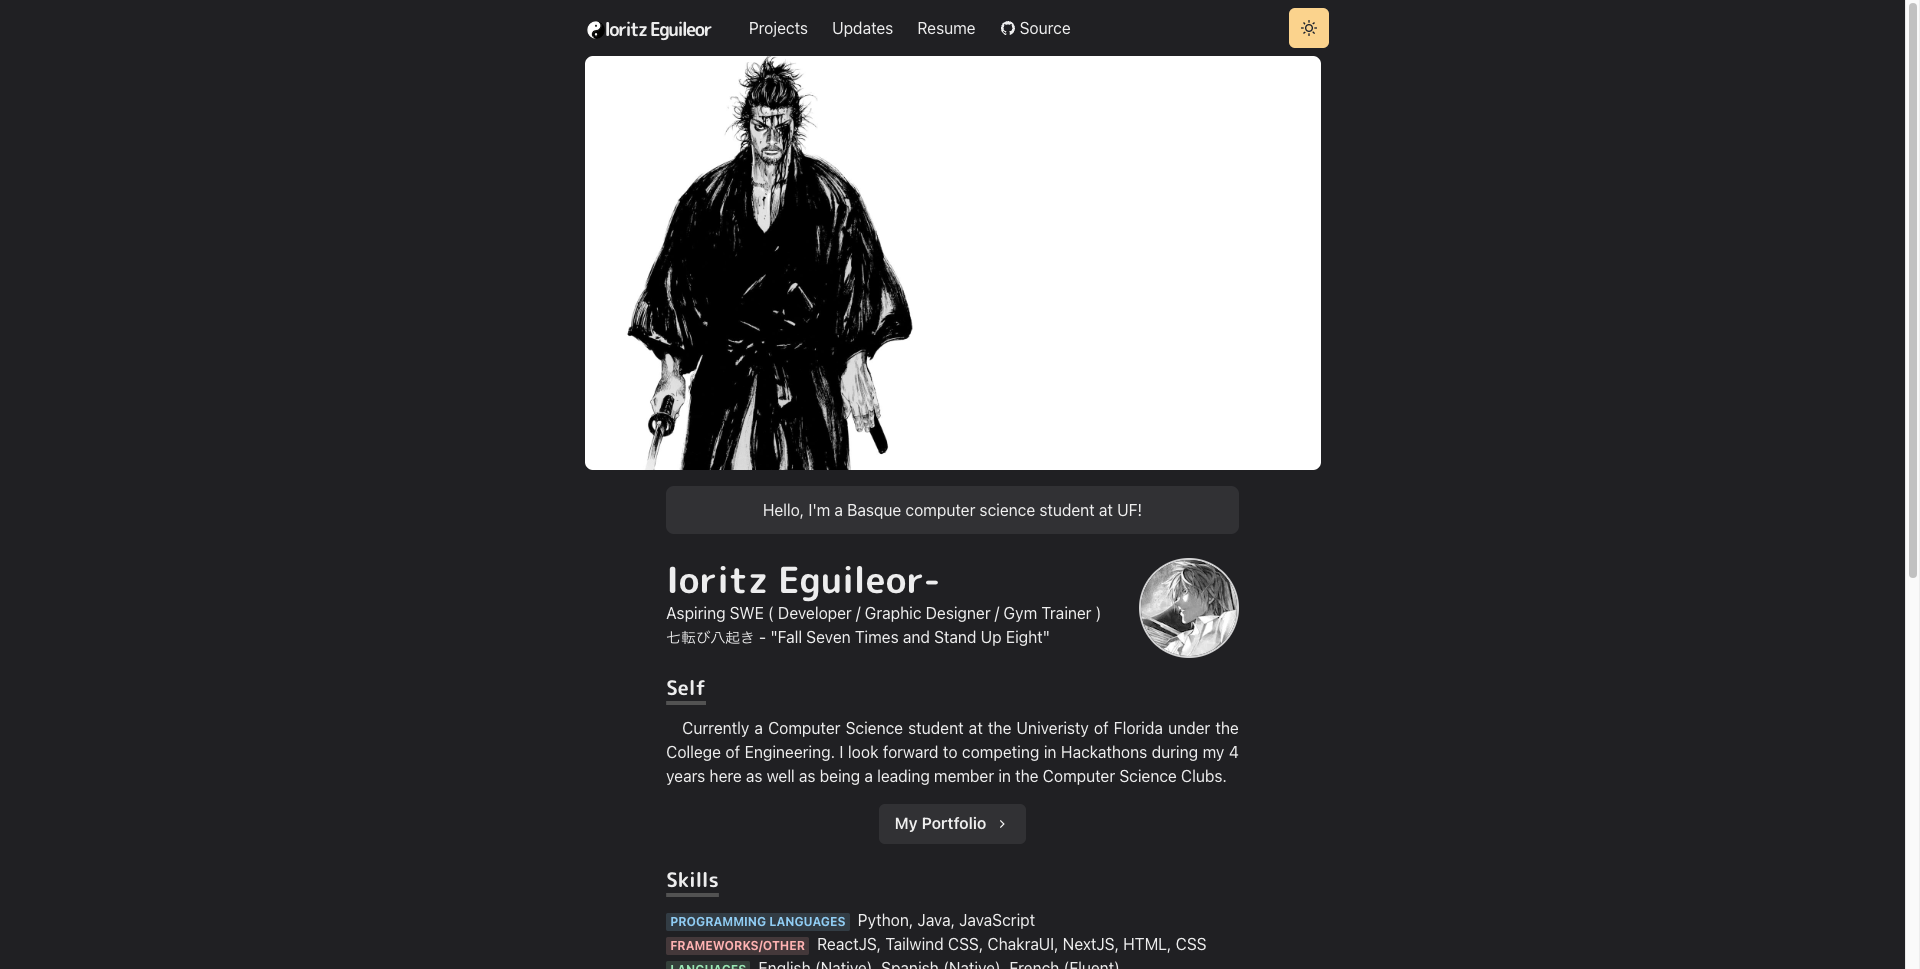 Ioritz Eguileor
Projects
Updates
Resume
Source
Hello, I'm a Basque computer science student at UF!
Ioritz Eguileor-
Aspiring SWE ( Developer / Graphic Designer / Gym Trainer )
七転び八起き - "Fall Seven Times and Stand Up Eight"
Self
Currently a Computer Science student at the Univeristy of Florida under the
College of Engineering. I look forward to competing in Hackathons during my 4
years here as well as being a leading member in the Computer Science Clubs.
My Portfolio
Skills
PROGRAMMING LANGUAGES Python, Java, JavaScript
FRAMEWORKS/OTHER ReactJS, Tailwind CSS, ChakraUI, NextJS, HTML, CSS
LANGUAGES English (Native), Spanish (Native), French (Fluent)